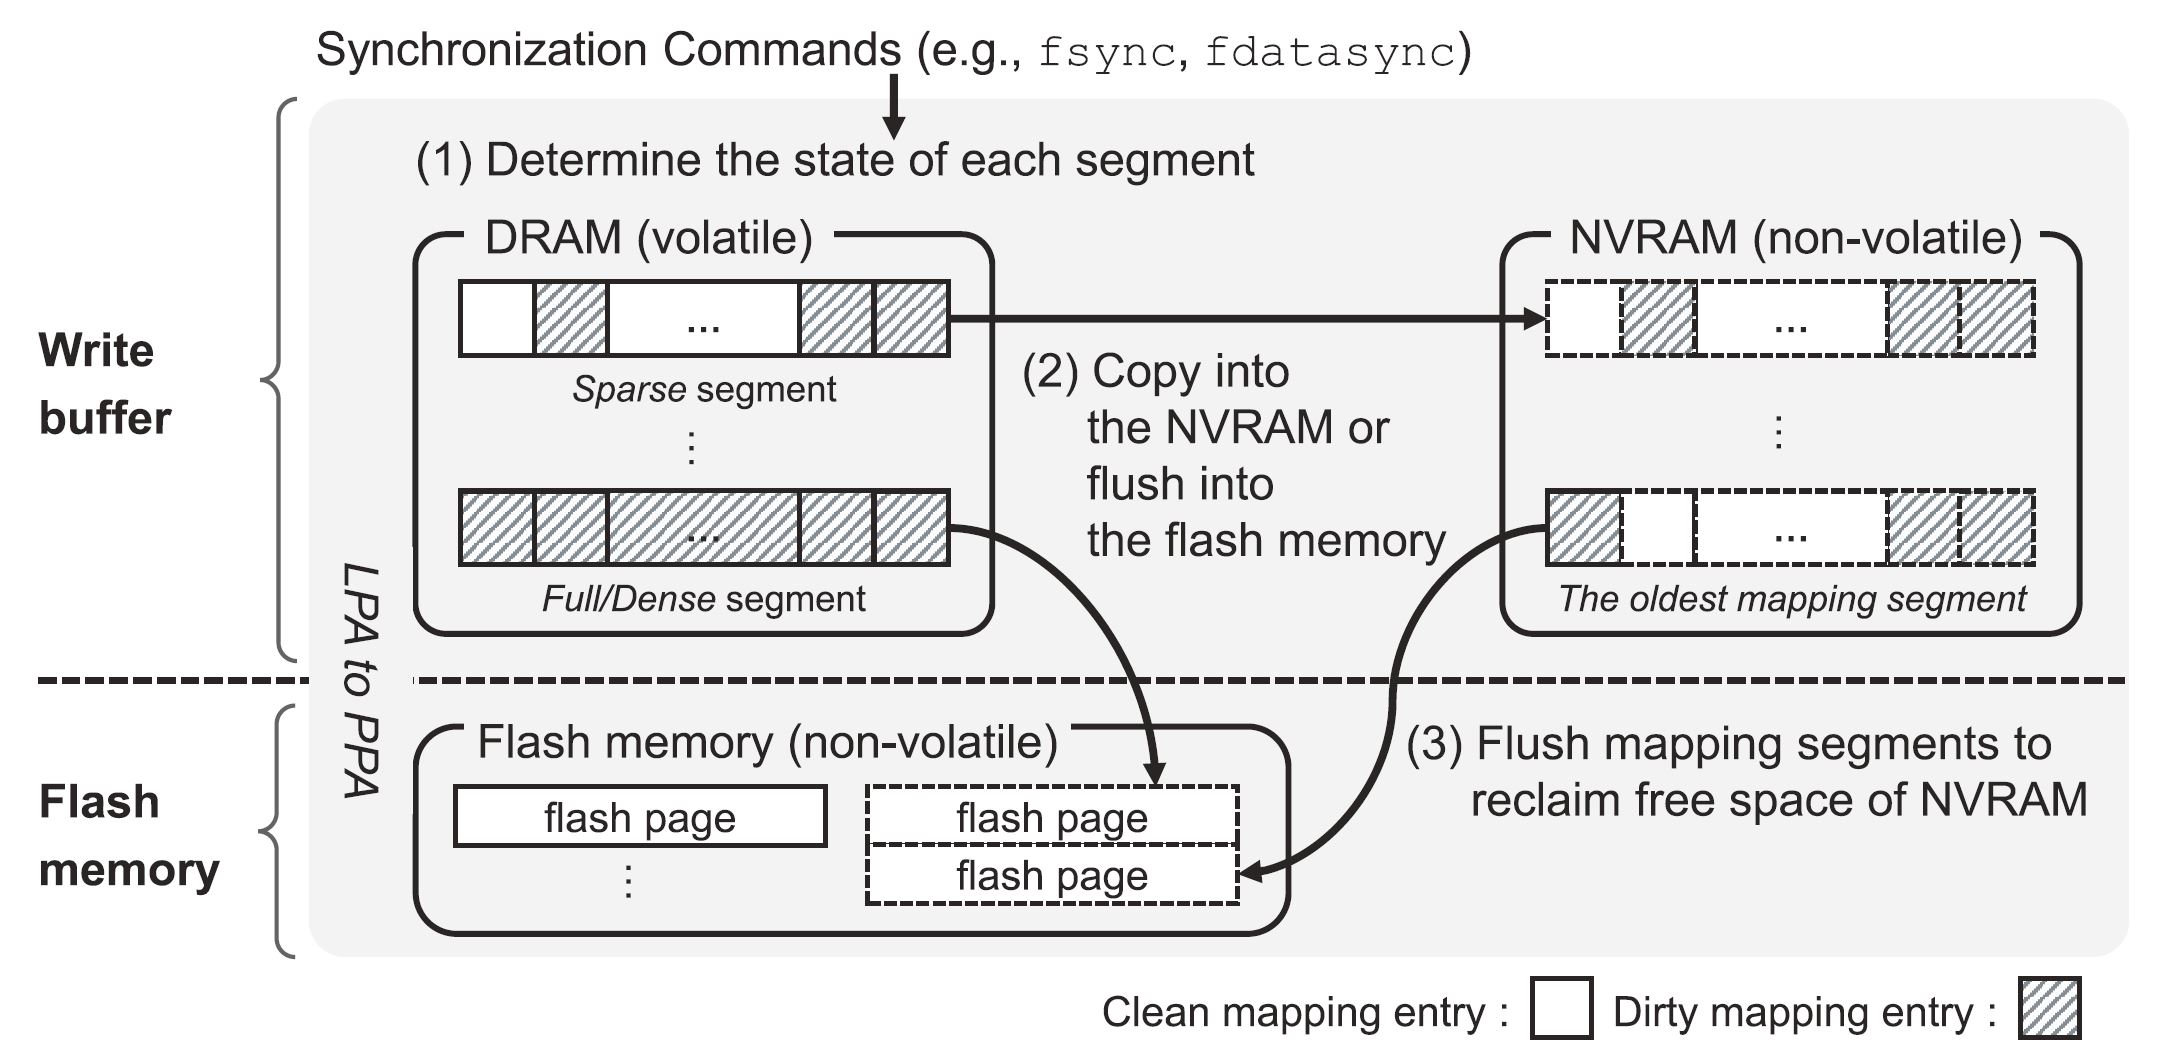 Synchronization Commands (e.g., fsync, fdatasync)
(1) Determine the state of each segment
DRAM (volatile)
NVRAM (non-volatile)
...
...
Sparse segment
(2) Copy into
the NVRAM or
flush into
the flash memory
Write
buffer
...
...
...
...
Full/Dense segment
The oldest mapping segment
LPA to PPA
Flash memory (non-volatile)
(3) Flush mapping segments to
reclaim free space of NVRAM
flash page
flash page
flash page
...
Flash
memory
Clean mapping entry :
Dirty mapping entry :